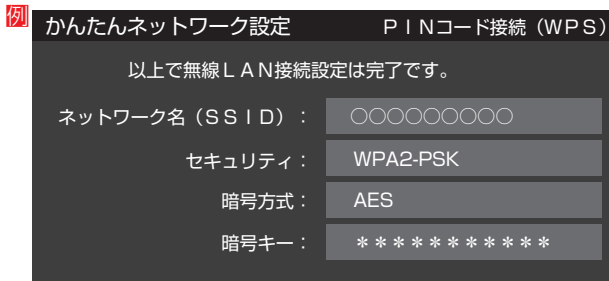 例
かんたんネットワーク設定 PINコード接続（WPS）
以上で無線LAN接続設定は完了です。
ネットワーク名（SSID）： ○○○○○○○○○
セキュリティ： WPA2-PSK
暗号方式： AES
暗号キー： ＊＊＊＊＊＊＊＊＊＊＊